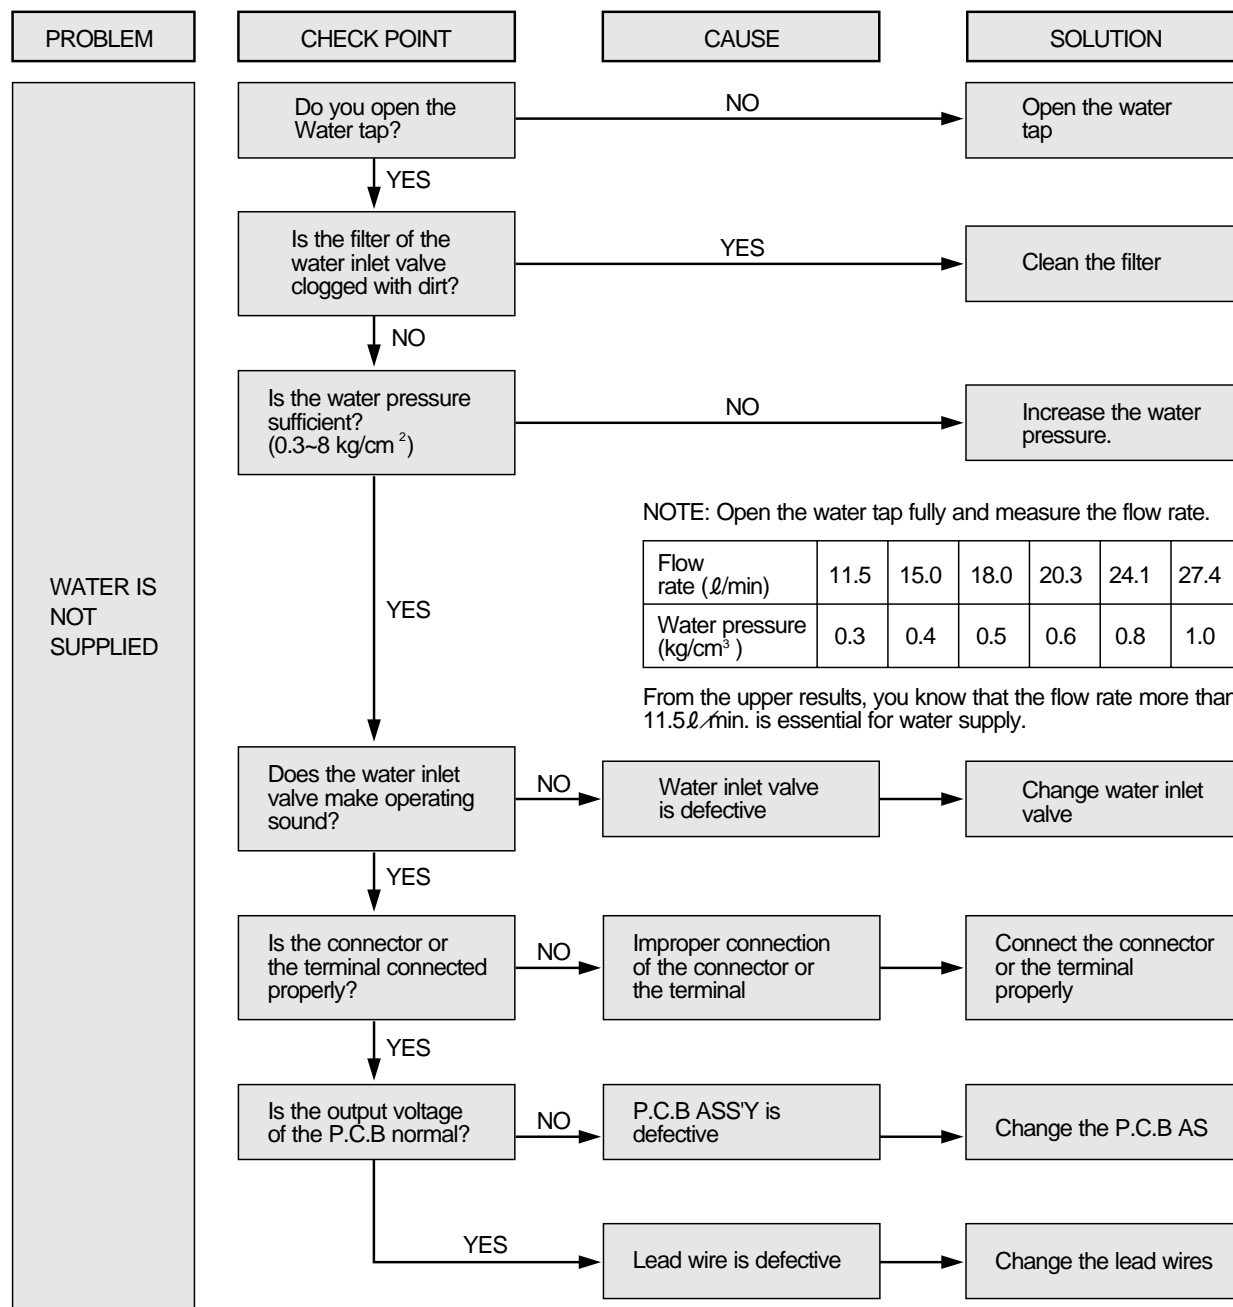 PROBLEM
CHECK POINT
CAUSE
SOLUTION
WATER IS
NOT
SUPPLIED
Do you open the
Water tap?
NO
Open the water
tap
YES
Is the filter of the
water inlet valve
clogged with dirt?
YES
Clean the filter
NO
Is the water pressure
sufficient?
(0.3~8 kg/cm ²)
NO
Increase the water
pressure.
YES
NOTE: Open the water tap fully and measure the flow rate.
Flow
rate (ℓ/min) 11.5 15.0 18.0 20.3 24.1 27.4
Water pressure
(kg/cm³ ) 0.3 0.4 0.5 0.6 0.8 1.0
From the upper results, you know that the flow rate more than
11.5ℓ/min. is essential for water supply.
Does the water inlet
valve make operating
sound?
NO
Water inlet valve
is defective
Change water inlet
valve
YES
Is the connector or
the terminal connected
properly?
NO
Improper connection
of the connector or
the terminal
Connect the connector
or the terminal
properly
YES
Is the output voltage
of the P.C.B normal?
NO
P.C.B ASS'Y is
defective
Change the P.C.B AS
YES
Lead wire is defective
Change the lead wires